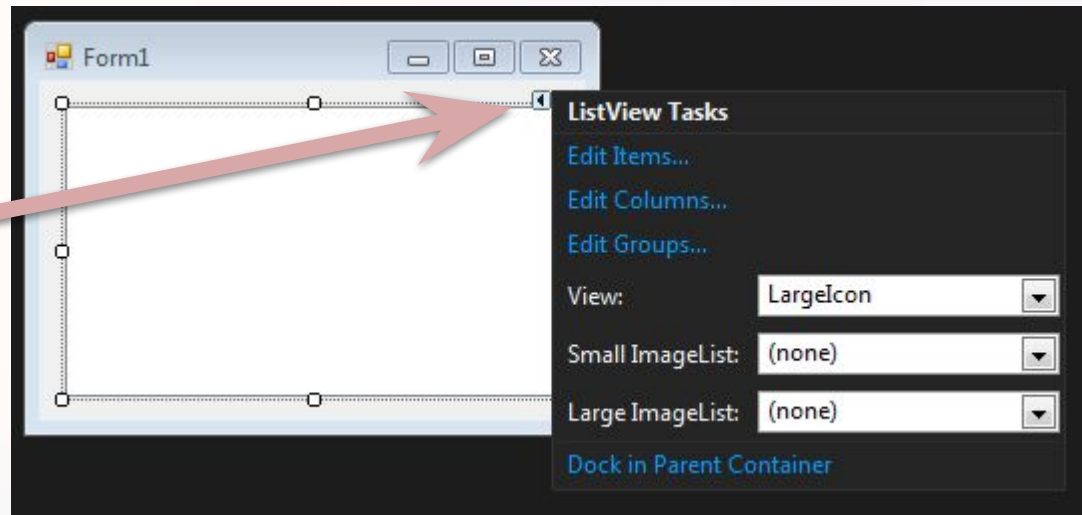 Form1
ListView Tasks
Edit Items...
Edit Columns...
Edit Groups...
View: LargeIcon
Small ImageList: (none)
Large ImageList: (none)
Dock in Parent Container